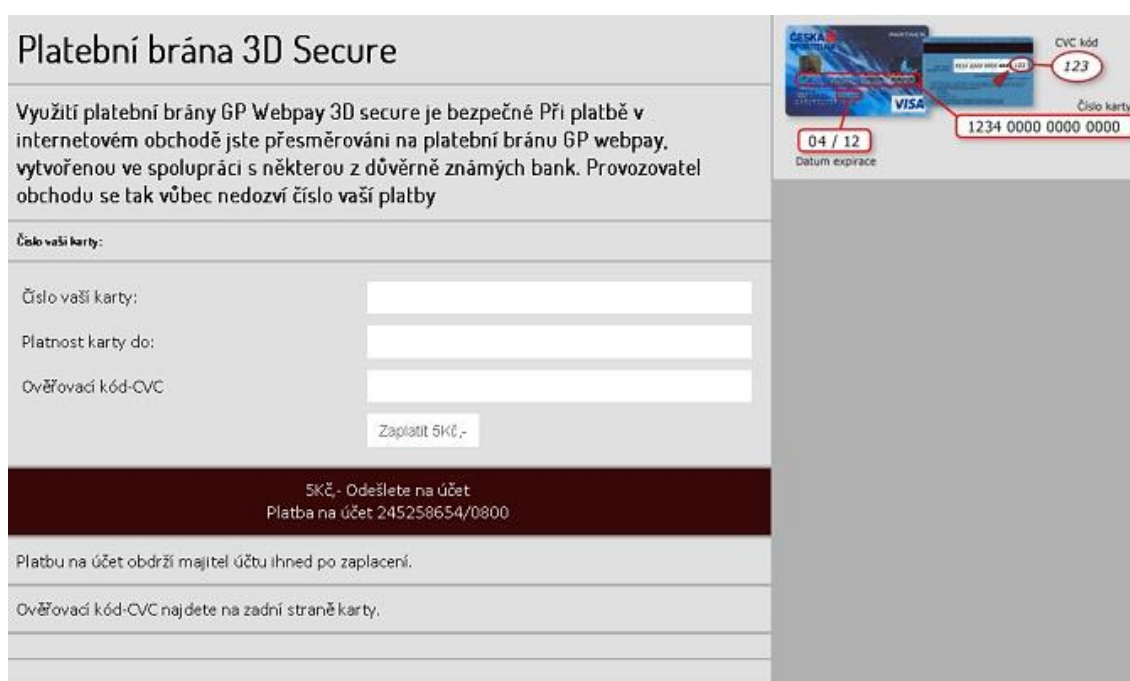 Platební brána 3D Secure
Využití platební brány GP Webpay 3D secure je bezpečné Při platbě v
internetovém obchodě jste přesměrováni na platební bránu GP webpay,
vytvořenou ve spolupráci s některou z důvěrně známých bank. Provozovatel
obchodu se tak vůbec nedozví číslo vaší platby
Číslo vaší karty:
Číslo vaší karty:
Platnost karty do:
Ověřovací kód-CVC
Zaplatit 5Kč,-
5Kč,- Odešlete na účet
Platba na účet 245258654/0800
Platbu na účet obdrží majitel účtu ihned po zaplacení.
Ověřovací kód-CVC najdete na zadní straně karty.
ČESKÁ
SPOŘITELNA
PARTNER
VISA
CVC kód
123
Číslo karty
1234 0000 0000 0000
04 / 12
Datum expirace